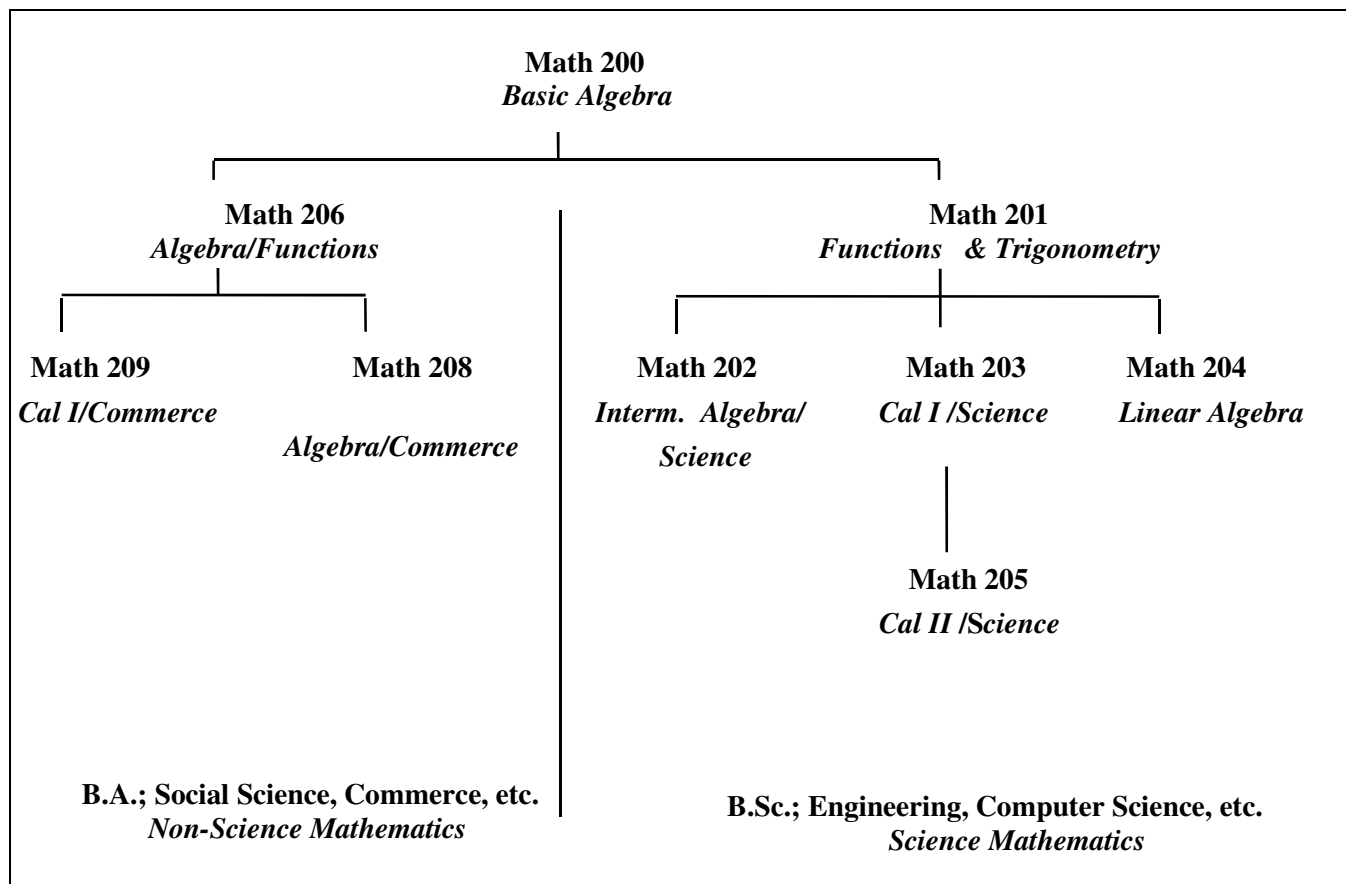 Math 200
Basic Algebra
Math 206
Algebra/Functions
Math 201
Functions & Trigonometry
Math 209
Cal I/Commerce
Math 208
Algebra/Commerce
Math 202
Interm. Algebra/
Science
Math 203
Cal I /Science
Math 204
Linear Algebra
Math 205
Cal II /Science
B.A.; Social Science, Commerce, etc.
Non-Science Mathematics
B.Sc.; Engineering, Computer Science, etc.
Science Mathematics